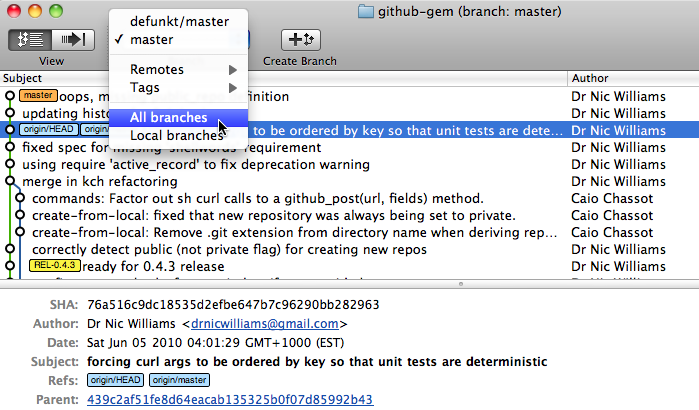 github-gem (branch: master)
defunkt/master
✓ master
Remotes
Tags
All branches
Local branches
View
Create Branch
Subject Author
master oops, definition Dr Nic Williams
updating Dr Nic Williams
origin/HEAD to be ordered by key so that unit tests are dete... Dr Nic Williams
fixed spec for requirement Dr Nic Williams
using require 'active_record' to fix deprecation warning Dr Nic Williams
merge in kch refactoring Dr Nic Williams
commands: Factor out sh curl calls to a github_post(url, fields) method. Caio Chassot
create-from-local: fixed that new repository was always being set to private. Caio Chassot
create-from-local: Remove .git extension from directory name when deriving rep... Caio Chassot
correctly detect public (not private flag) for creating new repos Dr Nic Williams
REL-0.4.3 ready for 0.4.3 release Dr Nic Williams
SHA: 76a516c9dc18535d2efbe647b7c96290bb282963
Author: Dr Nic Williams <drnicwilliams@gmail.com>
Date: Sat Jun 05 2010 04:01:29 GMT+1000 (EST)
Subject: forcing curl args to be ordered by key so that unit tests are deterministic
Refs: origin/HEAD origin/master
Parent: 439c2af51fe8d64eacab135325b0f07d85992b43